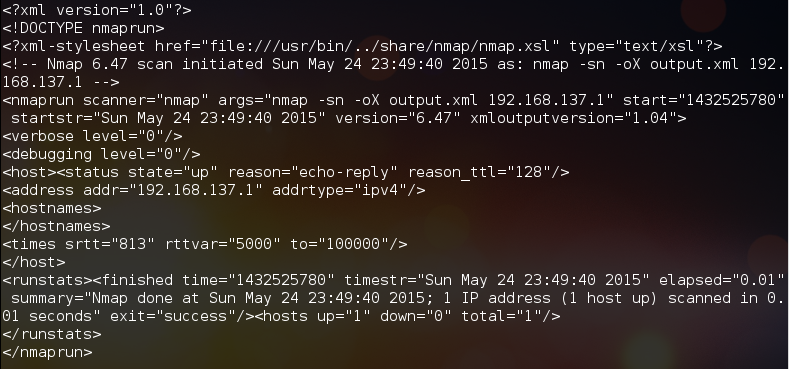 <?xml version="1.0"?>
<!DOCTYPE nmaprun>
<?xml-stylesheet href="file:///usr/bin/../share/nmap/nmap.xsl" type="text/xsl"?>
<!-- Nmap 6.47 scan initiated Sun May 24 23:49:40 2015 as: nmap -sn -oX output.xml 192.
168.137.1 -->
<nmaprun scanner="nmap" args="nmap -sn -oX output.xml 192.168.137.1" start="1432525780"
 startstr="Sun May 24 23:49:40 2015" version="6.47" xmloutputversion="1.04">
<verbose level="0"/>
<debugging level="0"/>
<host><status state="up" reason="echo-reply" reason_ttl="128"/>
<address addr="192.168.137.1" addrtype="ipv4"/>
<hostnames>
</hostnames>
<times srtt="813" rttvar="5000" to="100000"/>
</host>
<runstats><finished time="1432525780" timestr="Sun May 24 23:49:40 2015" elapsed="0.01"
 summary="Nmap done at Sun May 24 23:49:40 2015; 1 IP address (1 host up) scanned in 0.
01 seconds" exit="success"/><hosts up="1" down="0" total="1"/>
</runstats>
</nmaprun>